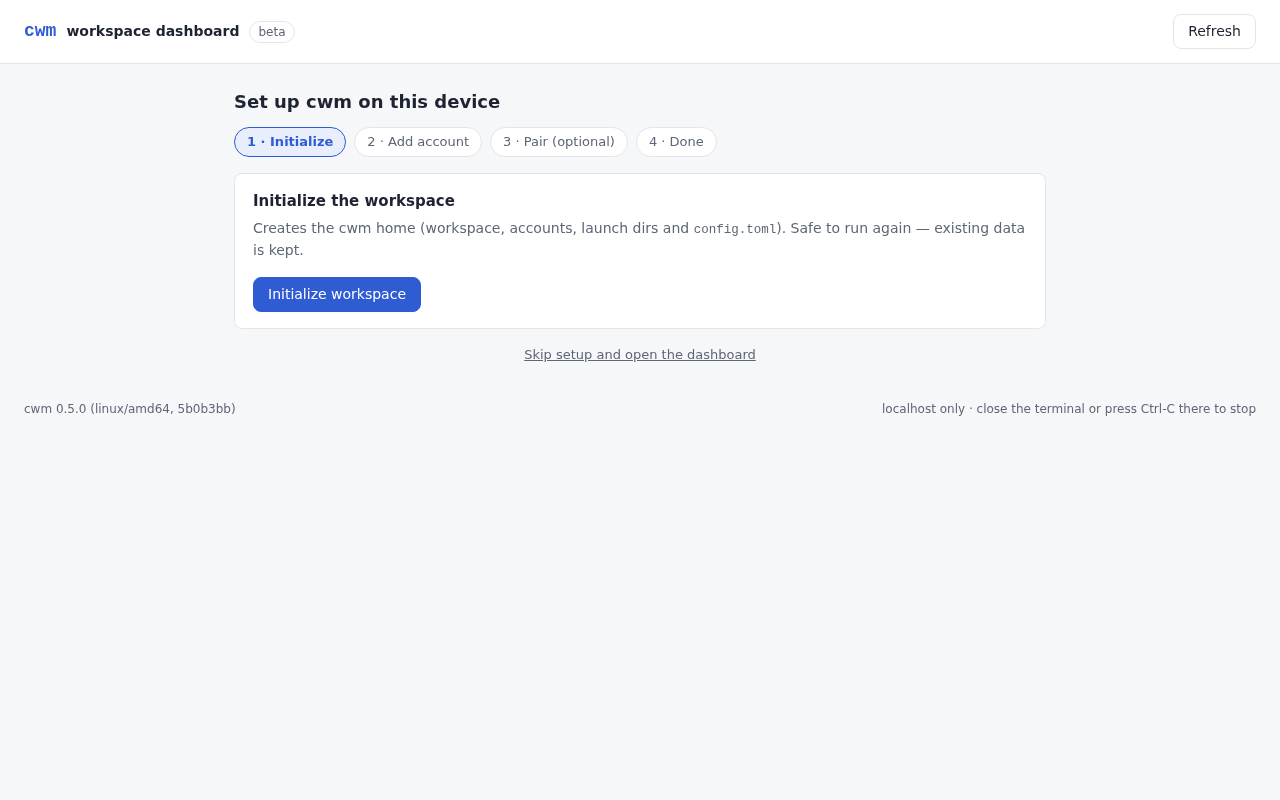 cwm workspace dashboard beta Refresh
Set up cwm on this device
1 · Initialize 2 · Add account 3 · Pair (optional) 4 · Done
Initialize the workspace
Creates the cwm home (workspace, accounts, launch dirs and config.toml). Safe to run again — existing data
is kept.
Initialize workspace
Skip setup and open the dashboard
cwm 0.5.0 (linux/amd64, 5b0b3bb) localhost only · close the terminal or press Ctrl-C there to stop